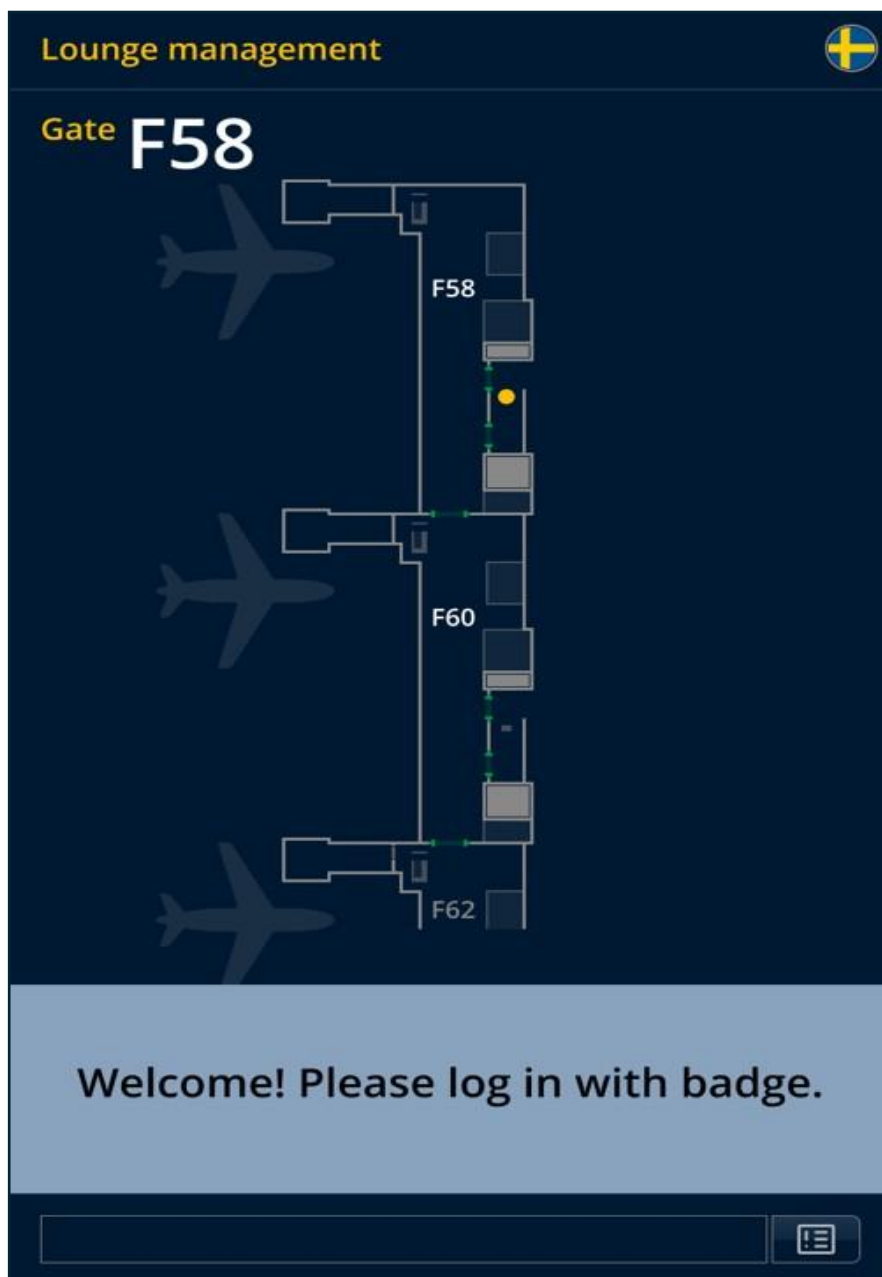 Lounge management
Gate F58
F58
F60
F62
Welcome! Please log in with badge.